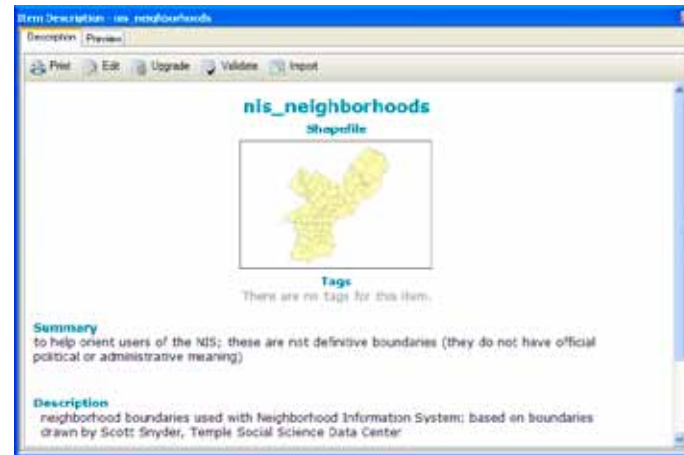 Item Description - nis_neighborhoods
Description Preview
Print Edit Upgrade Validate Import
nis_neighborhoods
Shapefile
Tags
There are no tags for this item.
Summary
to help orient users of the NIS; these are not definitive boundaries (they do not have official
political or administrative meaning)
Description
neighborhood boundaries used with Neighborhood Information System; based on boundaries
drawn by Scott Snyder, Temple Social Science Data Center